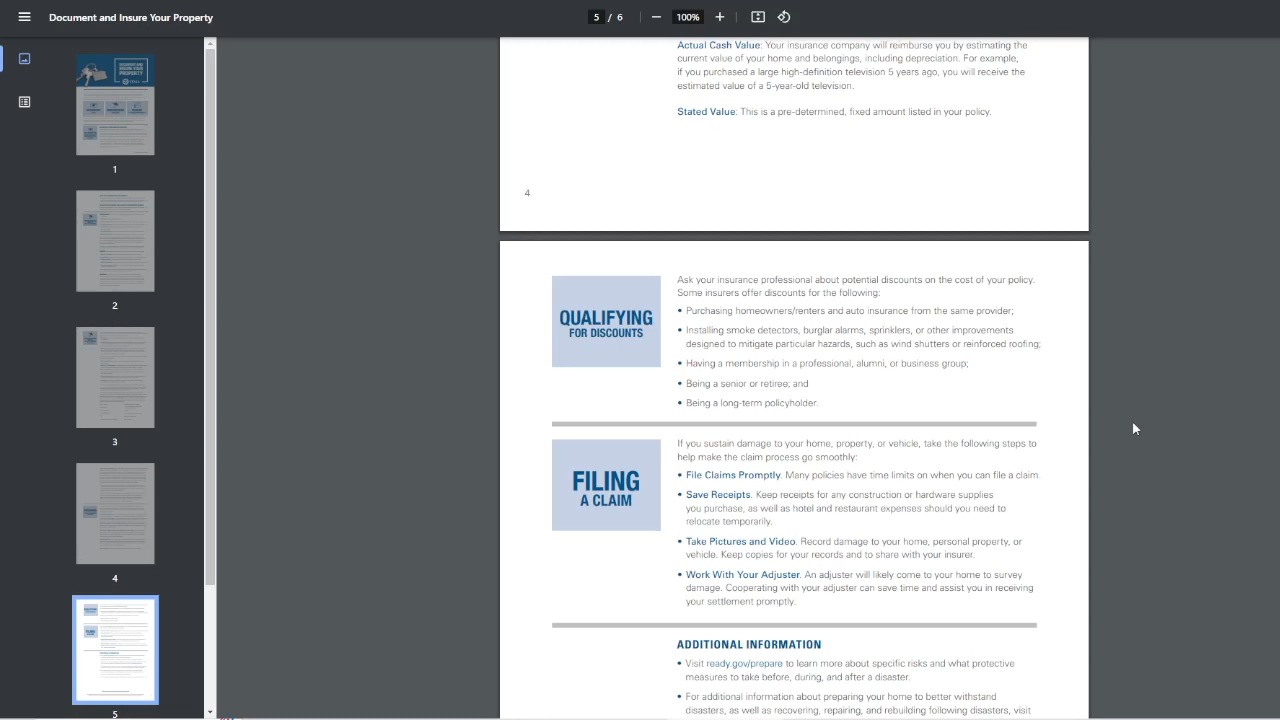 Document and Insure Your Property
5 / 6
100%
1
2
3
4
5
Actual Cash Value: Your insurance company will reimburse you by estimating the
current value of your home and belongings, including depreciation. For example,
if you purchased a large high-definition television 5 years ago, you will receive the
estimated value of a 5-year-old television.
Stated Value: This is a pre-determined, fixed amount listed in your policy.
4
QUALIFYING
FOR DISCOUNTS
Ask your insurance professional about potential discounts on the cost of your policy.
Some insurers offer discounts for the following:
• Purchasing homeowners/renters and auto insurance from the same provider;
• Installing smoke detectors, burglar alarms, sprinklers, or other improvements
designed to mitigate particular hazards, such as wind shutters or reinforced roofing;
• Having a membership in a professional, alumni, or business group;
• Being a senior or retiree; and
• Being a long-term policyholder.
FILING
A CLAIM
If you sustain damage to your home, property, or vehicle, take the following steps to
help make the claim process go smoothly:
• File Claims Promptly. Many policies have time limits on when you can file a claim
• Save Receipts. Keep receipts for any construction or hardware supplies
you purchase, as well as hotel and restaurant expenses should you need to
relocate temporarily.
• Take Pictures and Video. Record damage to your home, personal property, or
vehicle. Keep copies for your records and to share with your insurer.
• Work With Your Adjuster. An adjuster will likely come to your home to survey
damage. Cooperating with your adjuster can save time and assist you in receiving
your settlement promptly.
ADDITIONAL INFORMATION
• Visit ready.gov/prepare to learn more about specific risks and what protective
measures to take before, during, and after a disaster.
• For additional information about preparing your home to better withstand
disasters, as well as recovering, repairing, and rebuilding following disasters, visit